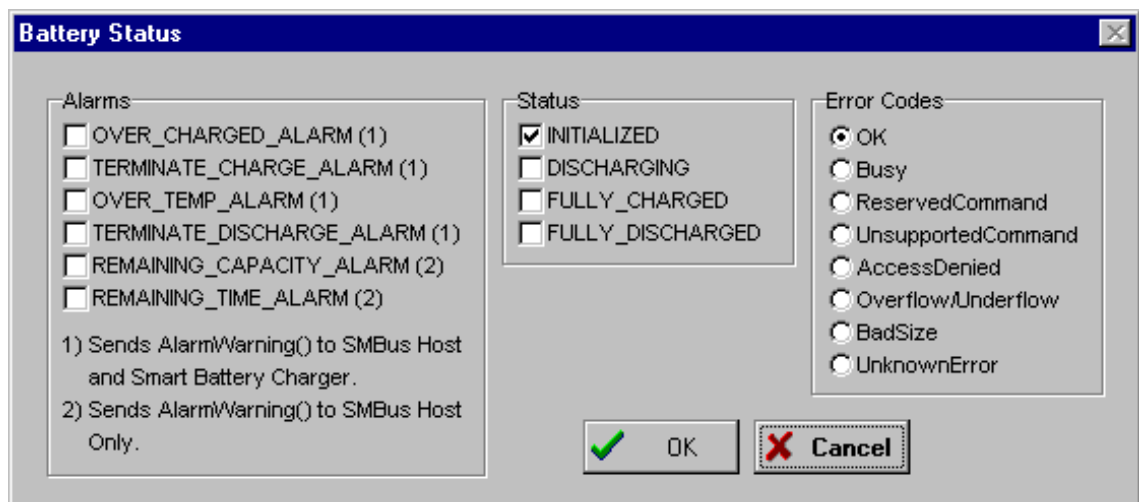 Battery Status
Alarms
OVER_CHARGED_ALARM (1)
TERMINATE_CHARGE_ALARM (1)
OVER_TEMP_ALARM (1)
TERMINATE_DISCHARGE_ALARM (1)
REMAINING_CAPACITY_ALARM (2)
REMAINING_TIME_ALARM (2)
1) Sends AlarmWarning() to SMBus Host
and Smart Battery Charger.
2) Sends AlarmWarning() to SMBus Host
Only.
Status
INITIALIZED
DISCHARGING
FULLY_CHARGED
FULLY_DISCHARGED
Error Codes
OK
Busy
ReservedCommand
UnsupportedCommand
AccessDenied
Overflow/Underflow
BadSize
UnknownError
OK
Cancel